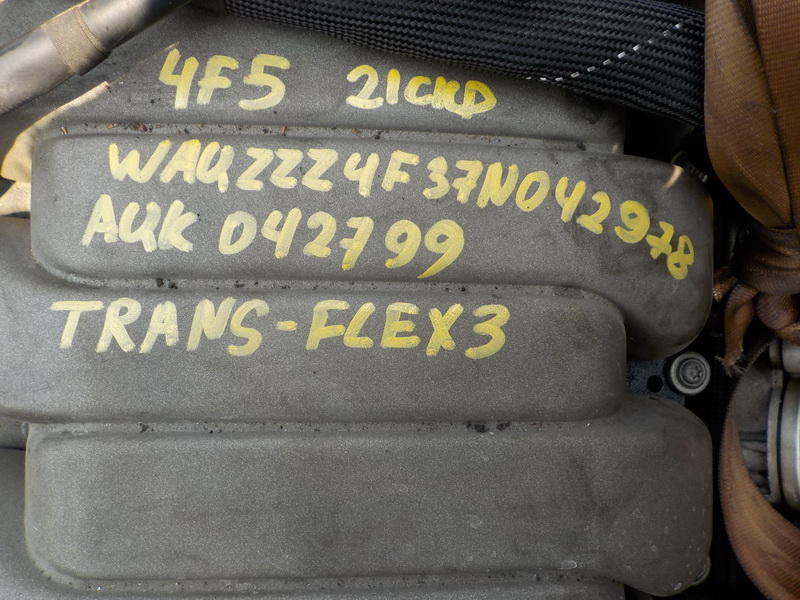 4F5 21CKD
WAUZZZ4F37N042978
AUK 042799
TRANS-FLEX3